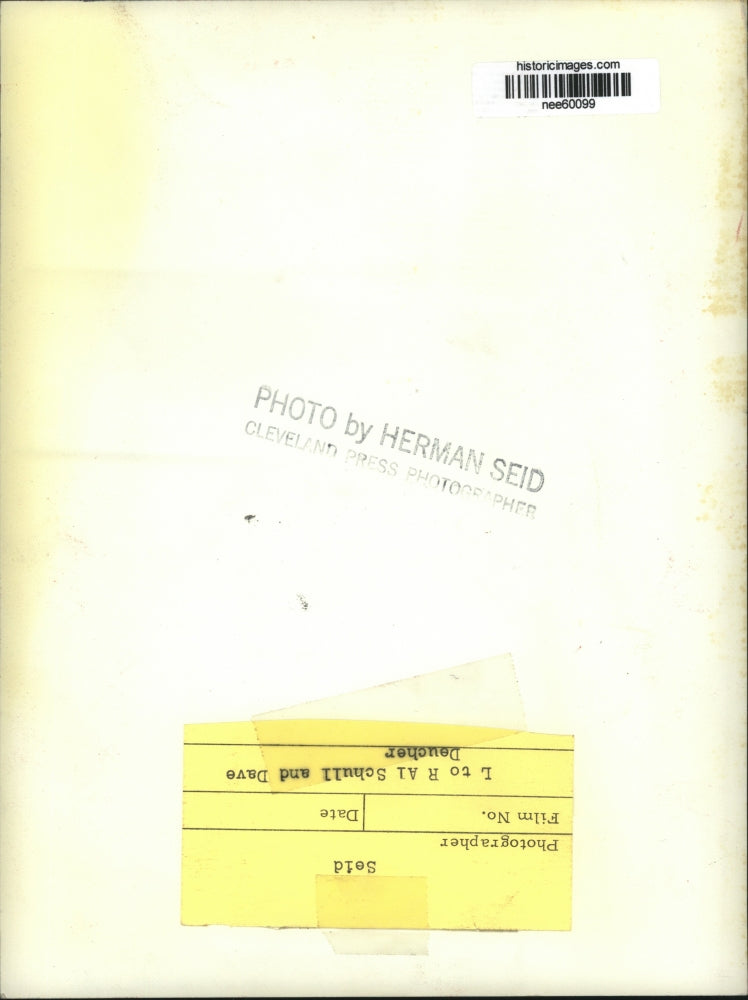 historicimages.com
nee60099
PHOTO by HERMAN SEID
CLEVELAND PRESS PHOTOGRAPHER
Seid
Photographer
Film No. Date
L to R Al Schull and Dave
Deucher